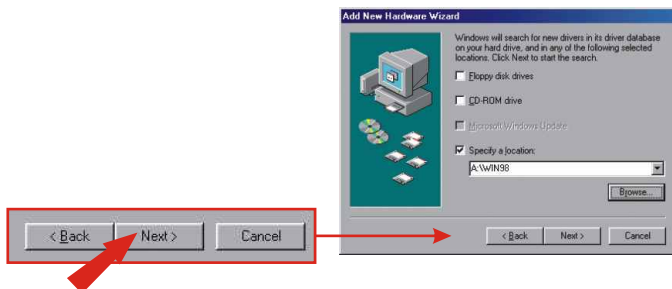 Add New Hardware Wizard
Windows will search for new drivers in its driver database
on your hard drive, and in any of the following selected
locations. Click Next to start the search.
Floppy disk drives
CD-ROM drive
Microsoft Windows Update
Specify a location:
A:\WIN98
Browse...
< Back Next > Cancel
< Back Next > Cancel